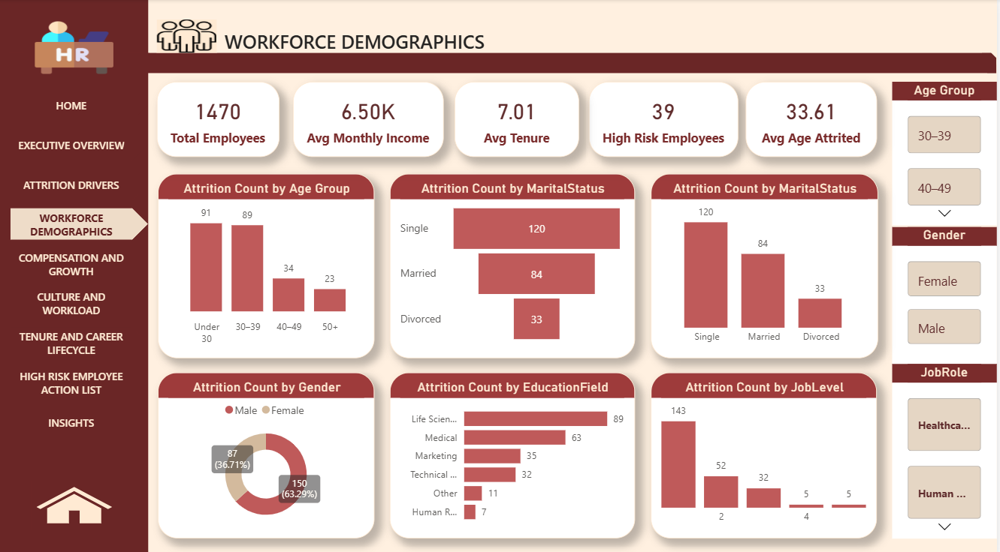 HR
HOME
EXECUTIVE OVERVIEW
ATTRITION DRIVERS
WORKFORCE
DEMOGRAPHICS
COMPENSATION AND
GROWTH
CULTURE AND
WORKLOAD
TENURE AND CAREER
LIFECYCLE
HIGH RISK EMPLOYEE
ACTION LIST
INSIGHTS
WORKFORCE DEMOGRAPHICS
1470
Total Employees
6.50K
Avg Monthly Income
7.01
Avg Tenure
39
High Risk Employees
33.61
Avg Age Attrited
Attrition Count by Age Group
91
89
34
23
Under
30
30–39
40–49
50+
Attrition Count by MaritalStatus
Single
120
Married
84
Divorced
33
Attrition Count by MaritalStatus
120
84
33
Single
Married
Divorced
Attrition Count by Gender
Male
Female
87
(36.71%)
150
(63.29%)
Attrition Count by EducationField
Life Scien...
89
Medical
63
Marketing
35
Technical ...
32
Other
11
Human R...
7
Attrition Count by JobLevel
143
52
32
5
5
2
4
Age Group
30–39
40–49
Gender
Female
Male
JobRole
Healthca...
Human ...